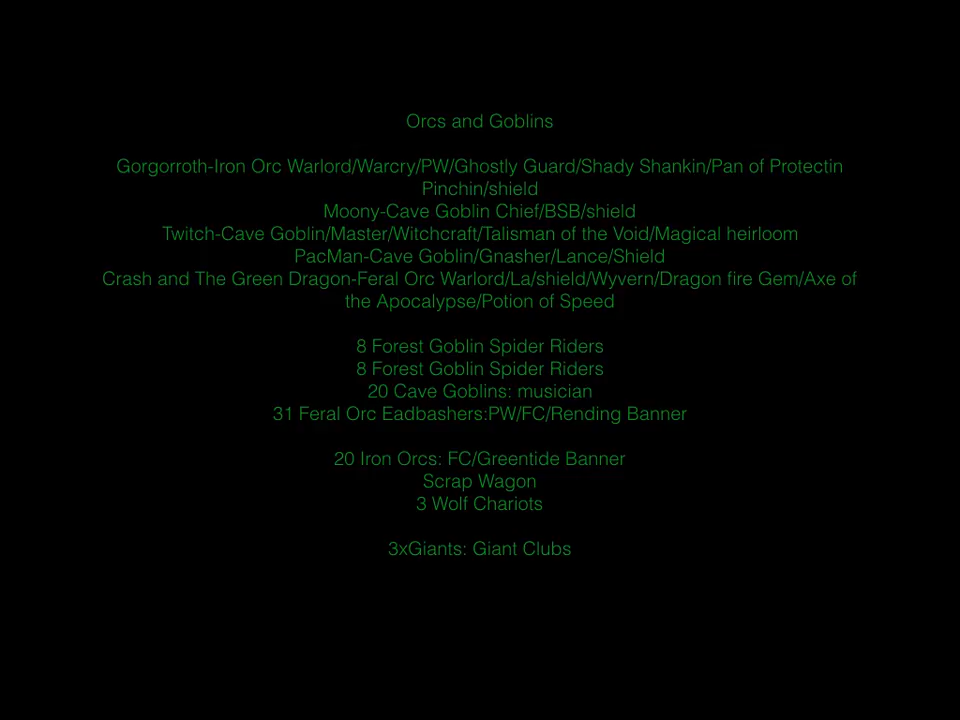 Orcs and Goblins
Gorgorroth-Iron Orc Warlord/Warcry/PW/Ghostly Guard/Shady Shankin/Pan of Protectin
Pinchin/shield
Moony-Cave Goblin Chief/BSB/shield
Twitch-Cave Goblin/Master/Witchcraft/Talisman of the Void/Magical heirloom
PacMan-Cave Goblin/Gnasher/Lance/Shield
Crash and The Green Dragon-Feral Orc Warlord/La/shield/Wyvern/Dragon fire Gem/Axe of
the Apocalypse/Potion of Speed
8 Forest Goblin Spider Riders
8 Forest Goblin Spider Riders
20 Cave Goblins: musician
31 Feral Orc Eadbashers:PW/FC/Rending Banner
20 Iron Orcs: FC/Greentide Banner
Scrap Wagon
3 Wolf Chariots
3xGiants: Giant Clubs